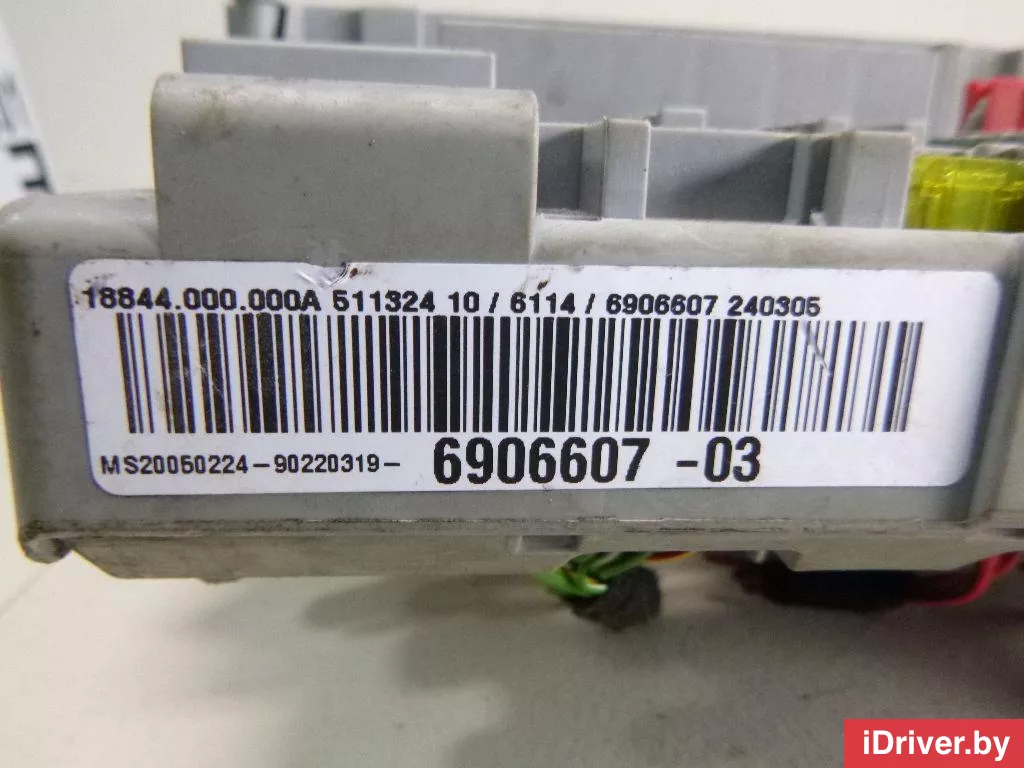 18844.000.000A 511324 10 / 6114 / 6906607 240305
MS20050224-90220319- 6906607 -03
iDriver.by